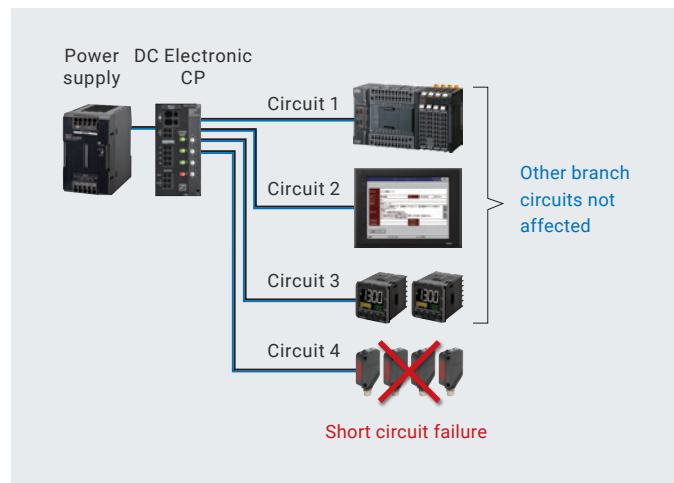 Power
supply
DC Electronic
CP
Circuit 1
Circuit 2
Circuit 3
Circuit 4
Other branch
circuits not
affected
Short circuit failure